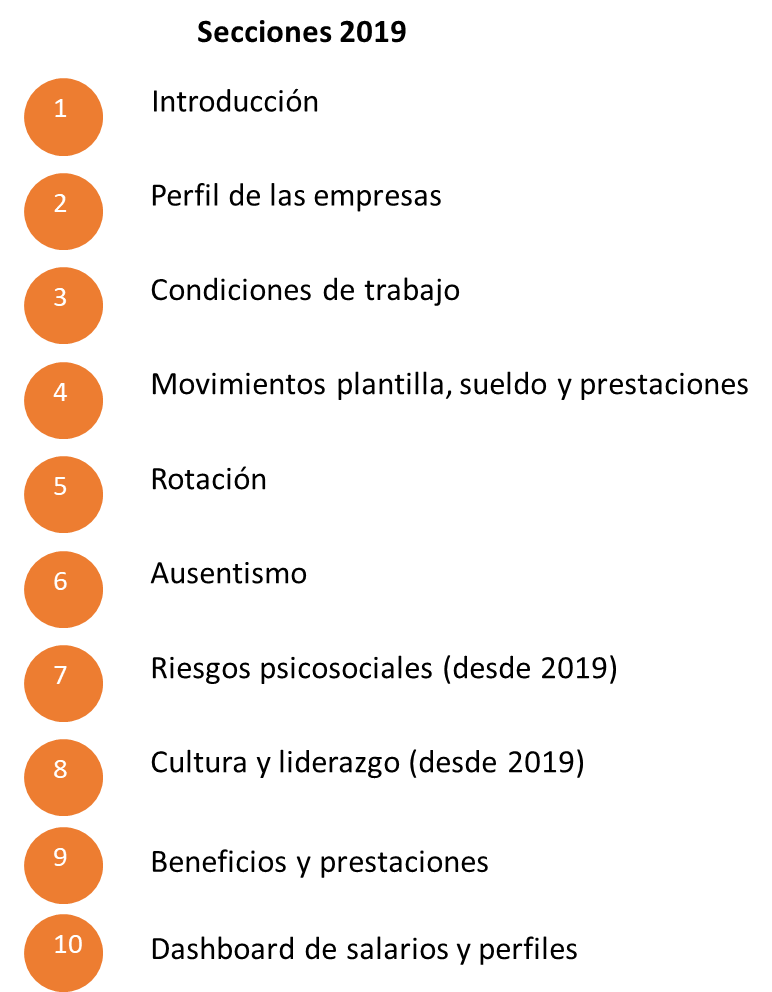 Secciones 2019
1 Introducción
2 Perfil de las empresas
3 Condiciones de trabajo
4 Movimientos plantilla, sueldo y prestaciones
5 Rotación
6 Ausentismo
7 Riesgos psicosociales (desde 2019)
8 Cultura y liderazgo (desde 2019)
9 Beneficios y prestaciones
10 Dashboard de salarios y perfiles